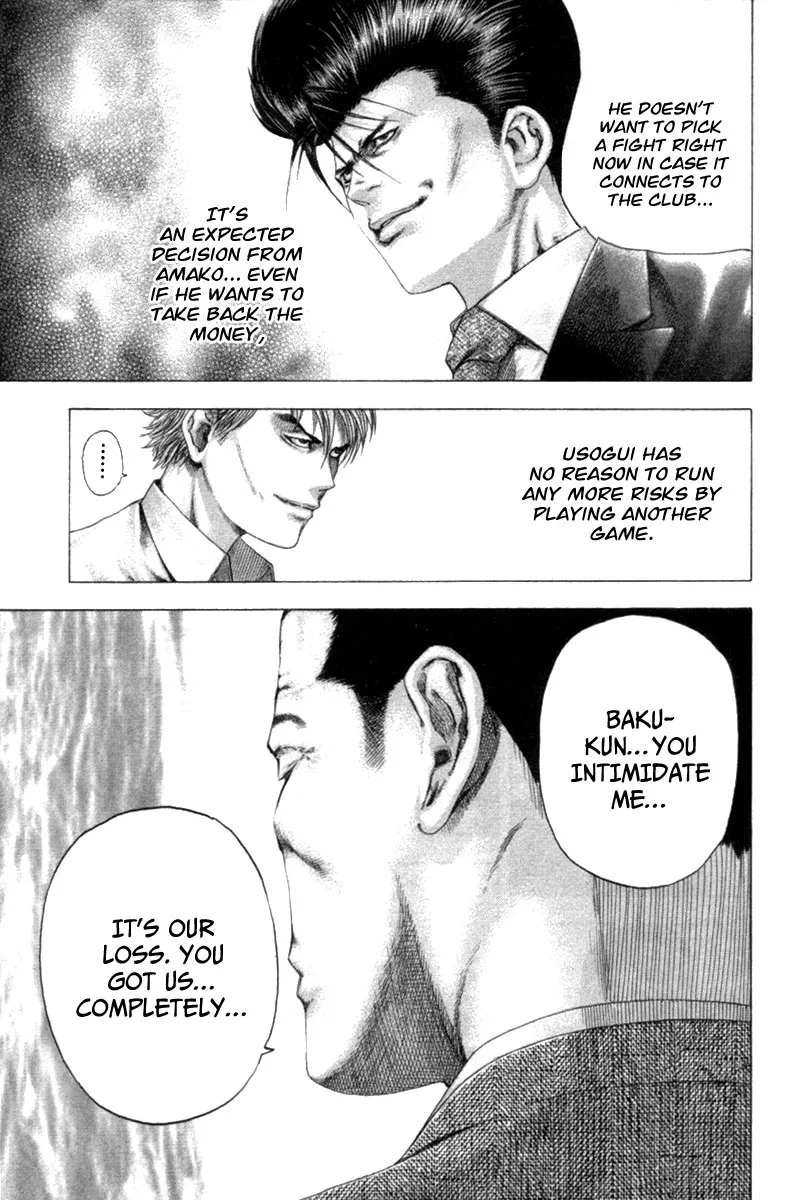 HE DOESN'T
WANT TO PICK
A FIGHT RIGHT
NOW IN CASE IT
CONNECTS TO
THE CLUB...
IT'S
AN EXPECTED
DECISION FROM
AMAKO... EVEN
IF HE WANTS TO
TAKE BACK THE
MONEY,
USOGUI HAS
NO REASON TO RUN
ANY MORE RISKS BY
PLAYING ANOTHER
GAME.
......
BAKU-
KUN...YOU
INTIMIDATE
ME...
IT'S OUR
LOSS. YOU
GOT US...
COMPLETELY...